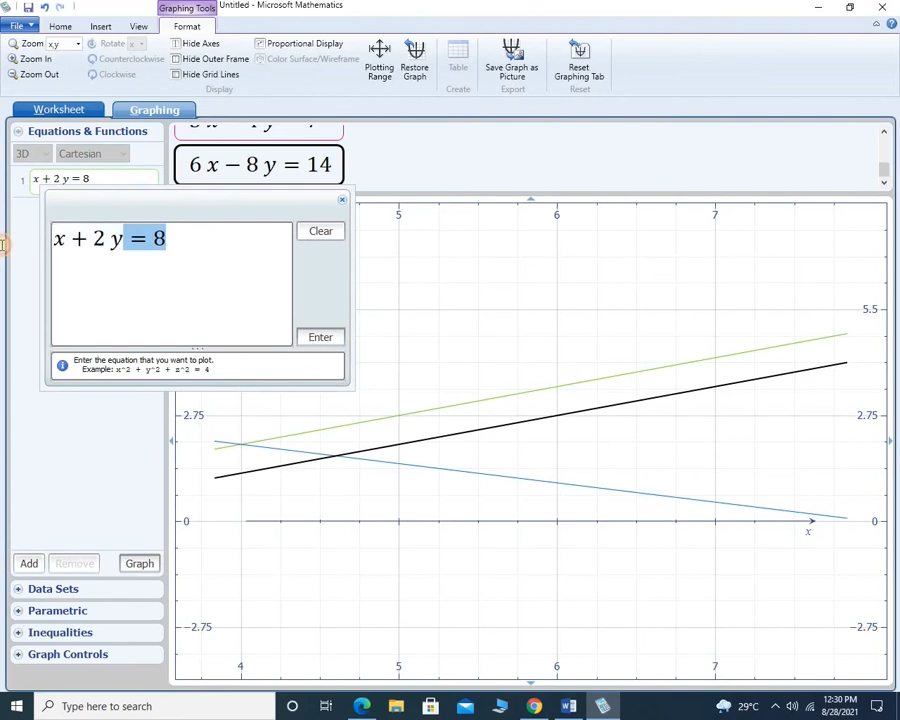 Graphing Tools
Untitled - Microsoft Mathematics
File
Home
Insert
View
Format
Zoom x,y
Zoom In
Zoom Out
Rotate x
Counterclockwise
Clockwise
Hide Axes
Hide Outer Frame
Hide Grid Lines
Proportional Display
Color Surface/Wireframe
Display
Plotting
Range
Restore
Graph
Table
Create
Save Graph as
Picture
Export
Reset
Graphing Tab
Reset
Worksheet
Graphing
Equations & Functions
3D
Cartesian
1
x + 2 y = 8
6 x − 8 y = 14
x + 2 y = 8
Clear
Enter
Enter the equation that you want to plot.
Example: x^2 + y^2 + z^2 = 4
5
6
7
5.5
2.75
2.75
0
0
x
−2.75
−2.75
4
5
6
7
Add
Remove
Graph
Data Sets
Parametric
Inequalities
Graph Controls
Type here to search
29°C
12:30 PM
8/28/2021